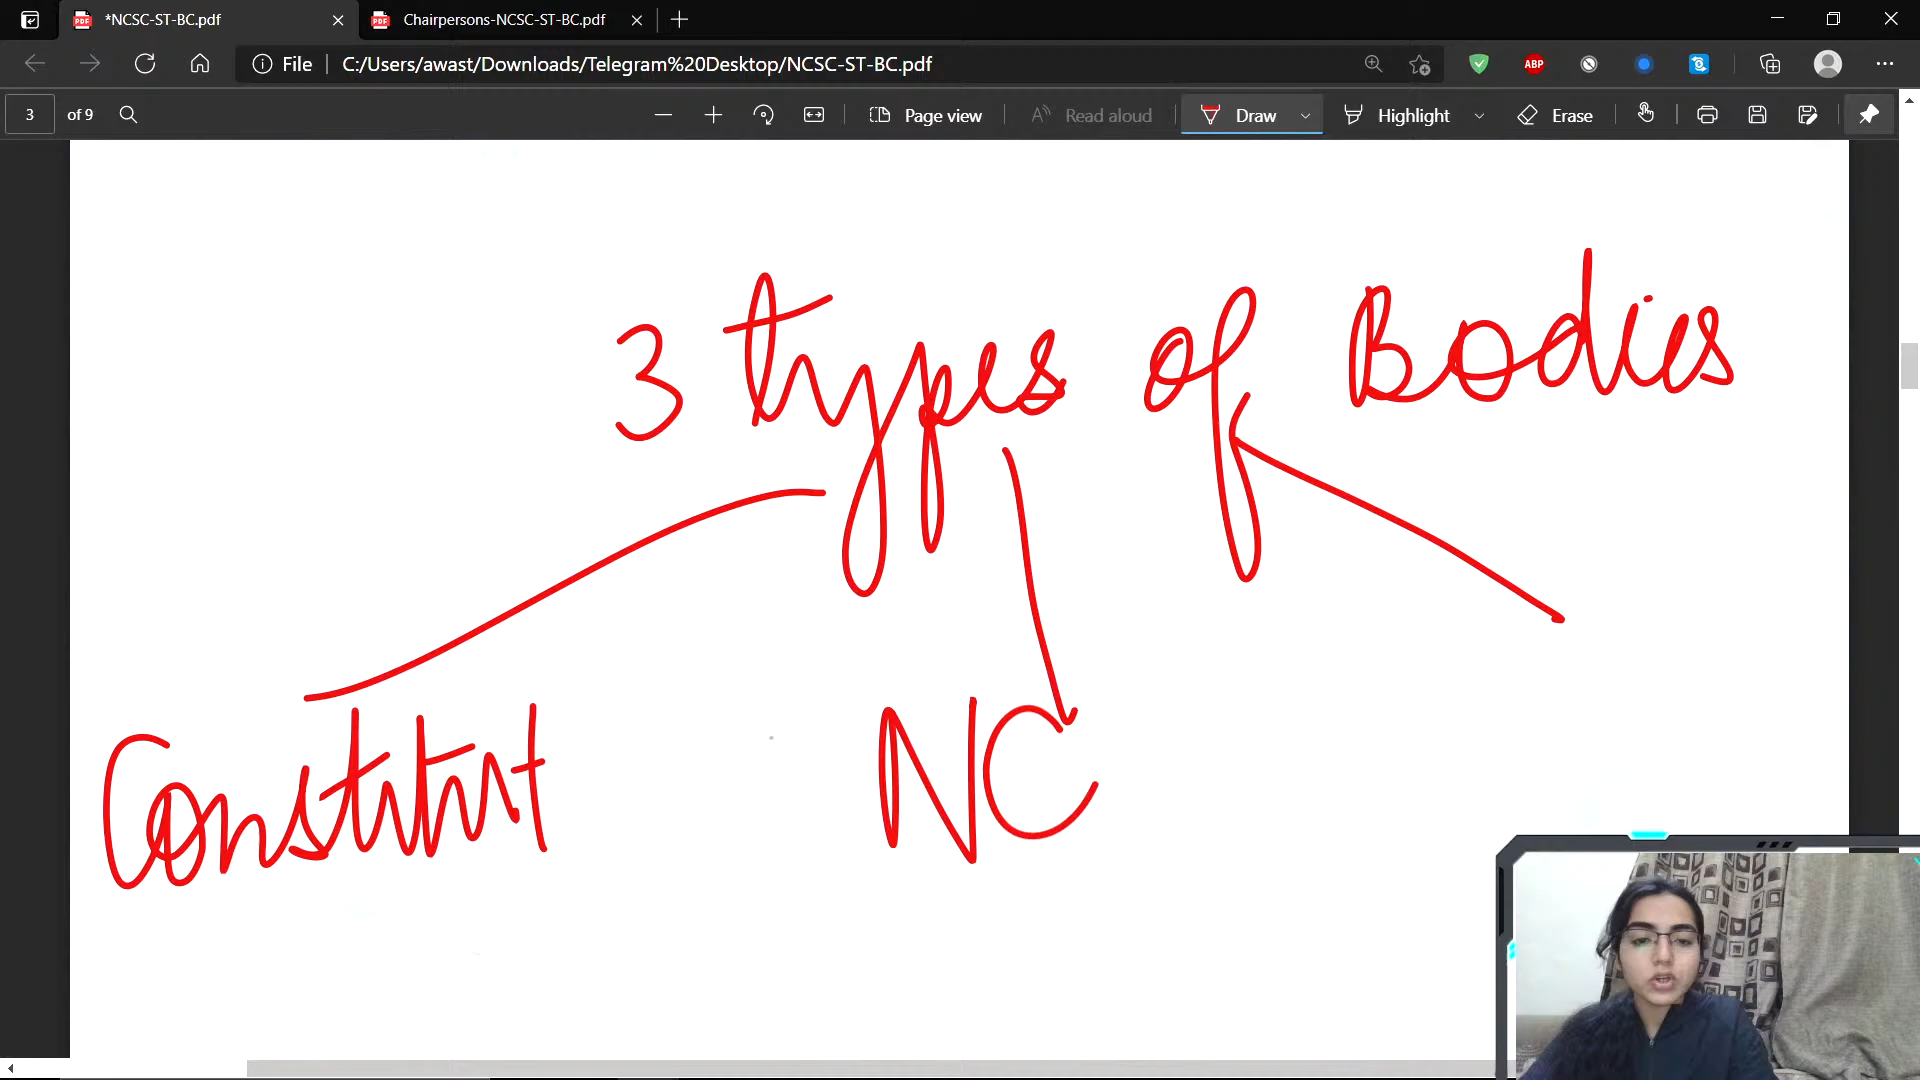 *NCSC-ST-BC.pdf
Chairpersons-NCSC-ST-BC.pdf
File
C:/Users/awast/Downloads/Telegram%20Desktop/NCSC-ST-BC.pdf
ABP
3 of 9
Page view
Read aloud
Draw
Highlight
Erase
3 types of Bodies
Constitut
NC